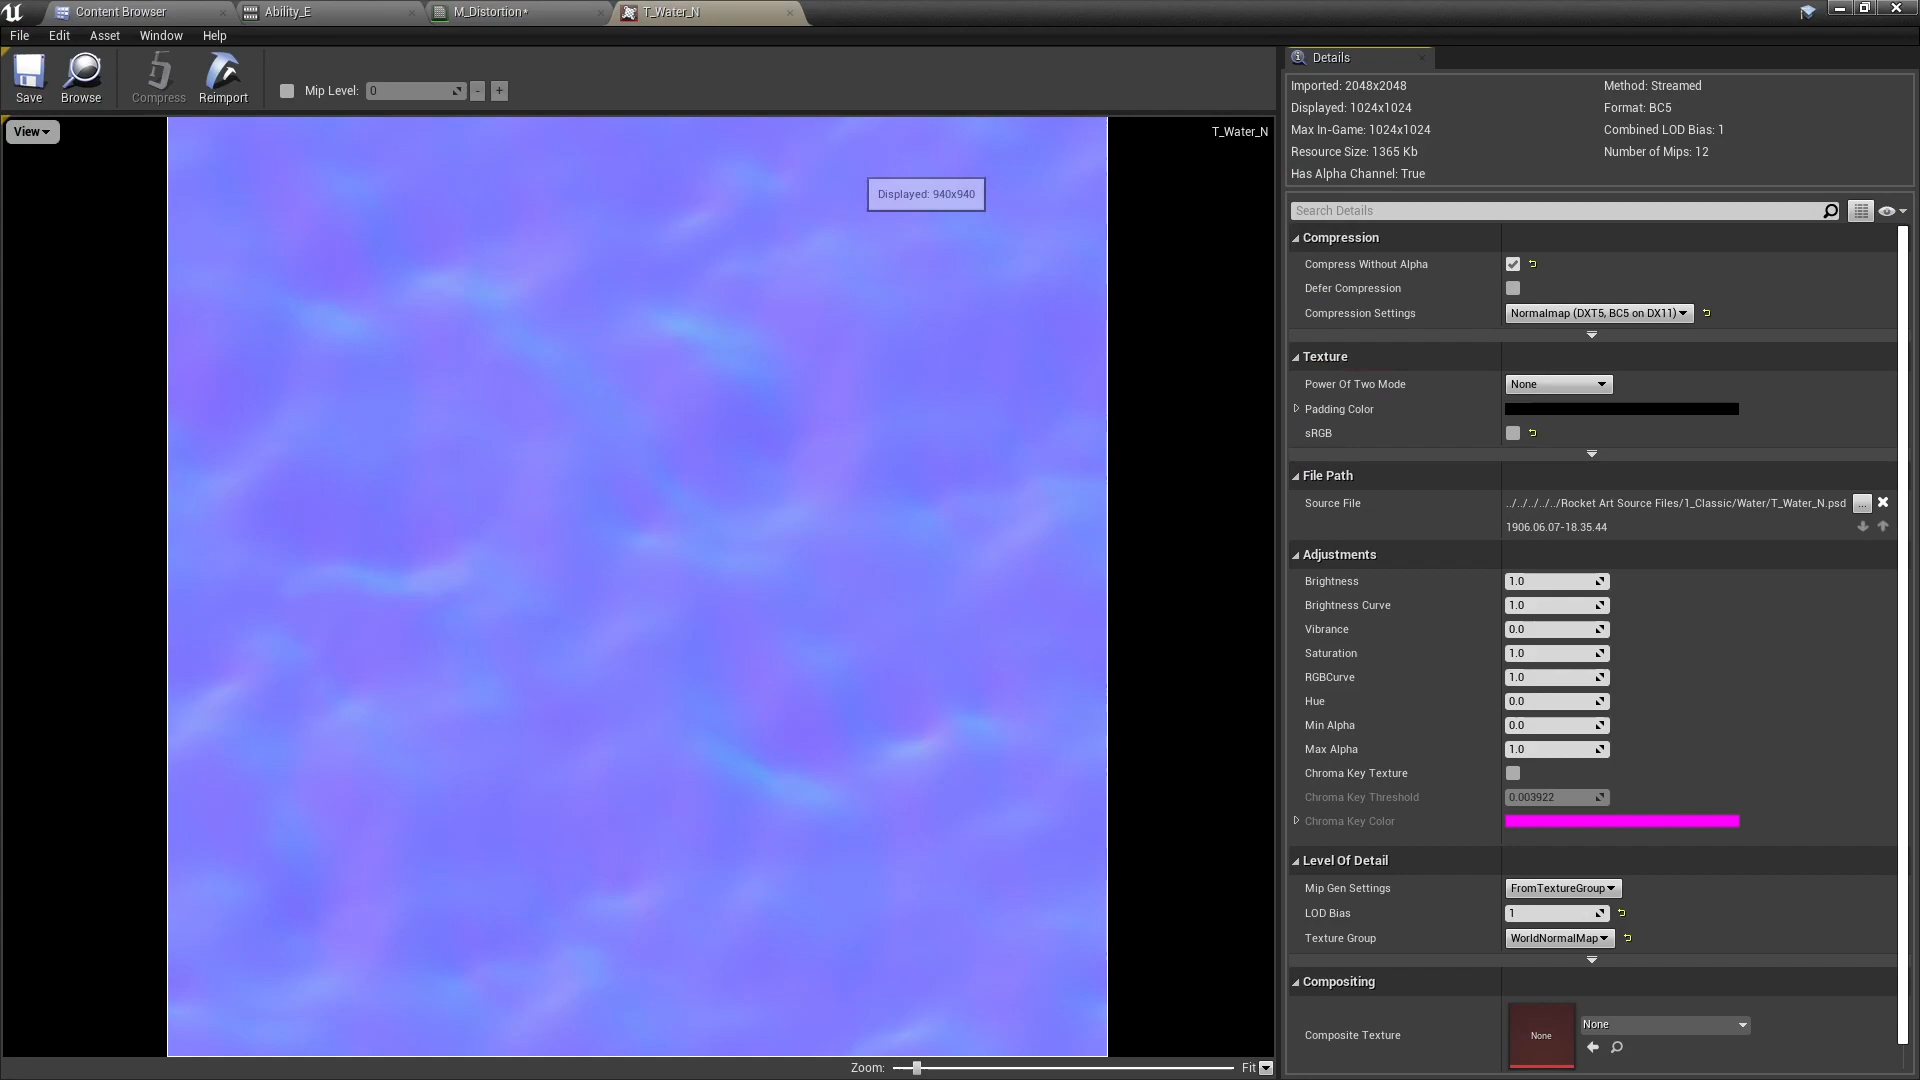 Content Browser
Ability_E
M_Distortion*
T_Water_N
File
Edit
Asset
Window
Help
Save
Browse
Compress
Reimport
Mip Level:
0
-
+
View
T_Water_N
Displayed: 940x940
Zoom:
Fit
Details
Imported: 2048x2048
Method: Streamed
Displayed: 1024x1024
Format: BC5
Max In-Game: 1024x1024
Combined LOD Bias: 1
Resource Size: 1365 Kb
Number of Mips: 12
Has Alpha Channel: True
Search Details
Compression
Compress Without Alpha
Defer Compression
Compression Settings
Normalmap (DXT5, BC5 on DX11)
Texture
Power Of Two Mode
None
Padding Color
sRGB
File Path
Source File
../../../../../Rocket Art Source Files/1_Classic/Water/T_Water_N.psd
...
1906.06.07-18.35.44
Adjustments
Brightness
1.0
Brightness Curve
1.0
Vibrance
0.0
Saturation
1.0
RGBCurve
1.0
Hue
0.0
Min Alpha
0.0
Max Alpha
1.0
Chroma Key Texture
Chroma Key Threshold
0.003922
Chroma Key Color
Level Of Detail
Mip Gen Settings
FromTextureGroup
LOD Bias
1
Texture Group
WorldNormalMap
Compositing
Composite Texture
None
None